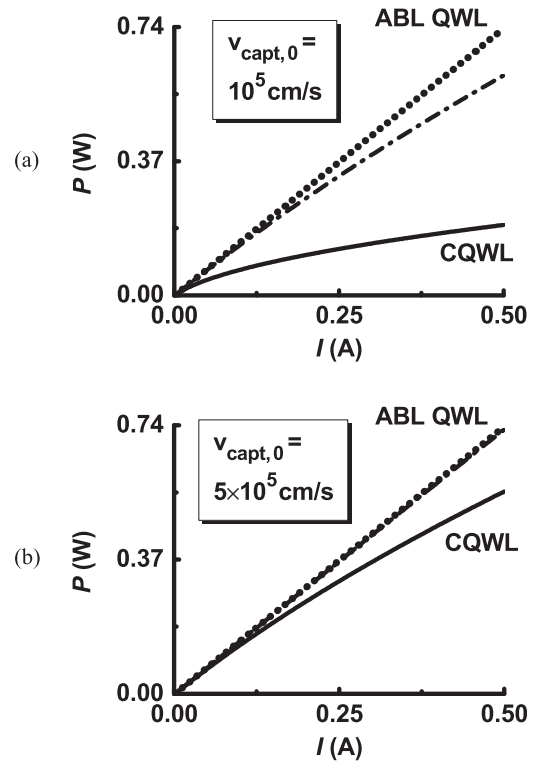 (a)
P (W)
0.74
0.37
0.00
v_capt, 0 =
10^5 cm/s
ABL QWL
CQWL
0.00 0.25 0.50
I (A)
(b)
P (W)
0.74
0.37
0.00
v_capt, 0 =
5×10^5 cm/s
ABL QWL
CQWL
0.00 0.25 0.50
I (A)